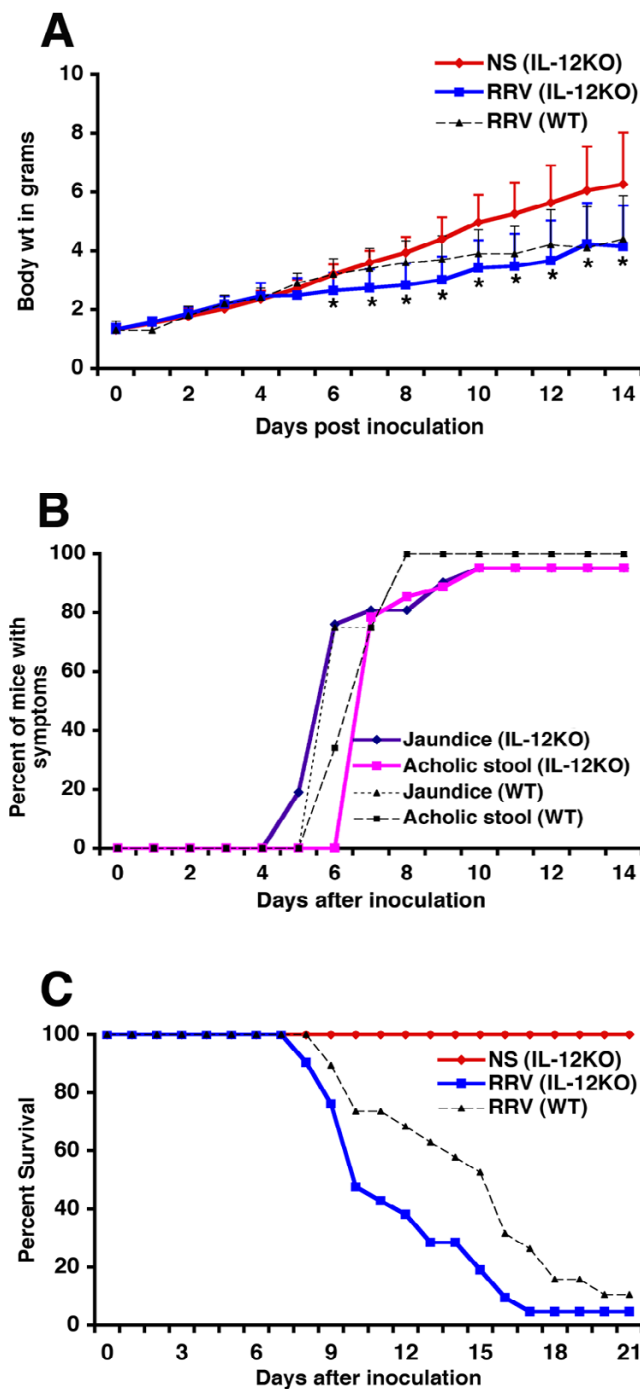 A
NS (IL-12KO)
RRV (IL-12KO)
RRV (WT)
Body wt in grams
10
8
6
4
2
0
* * * * * * * * *
0 2 4 6 8 10 12 14
Days post inoculation
B
Percent of mice with
symptoms
100
80
60
40
20
0
Jaundice (IL-12KO)
Acholic stool (IL-12KO)
Jaundice (WT)
Acholic stool (WT)
0 2 4 6 8 10 12 14
Days after inoculation
C
Percent Survival
100
80
60
40
20
0
NS (IL-12KO)
RRV (IL-12KO)
RRV (WT)
0 3 6 9 12 15 18 21
Days after inoculation